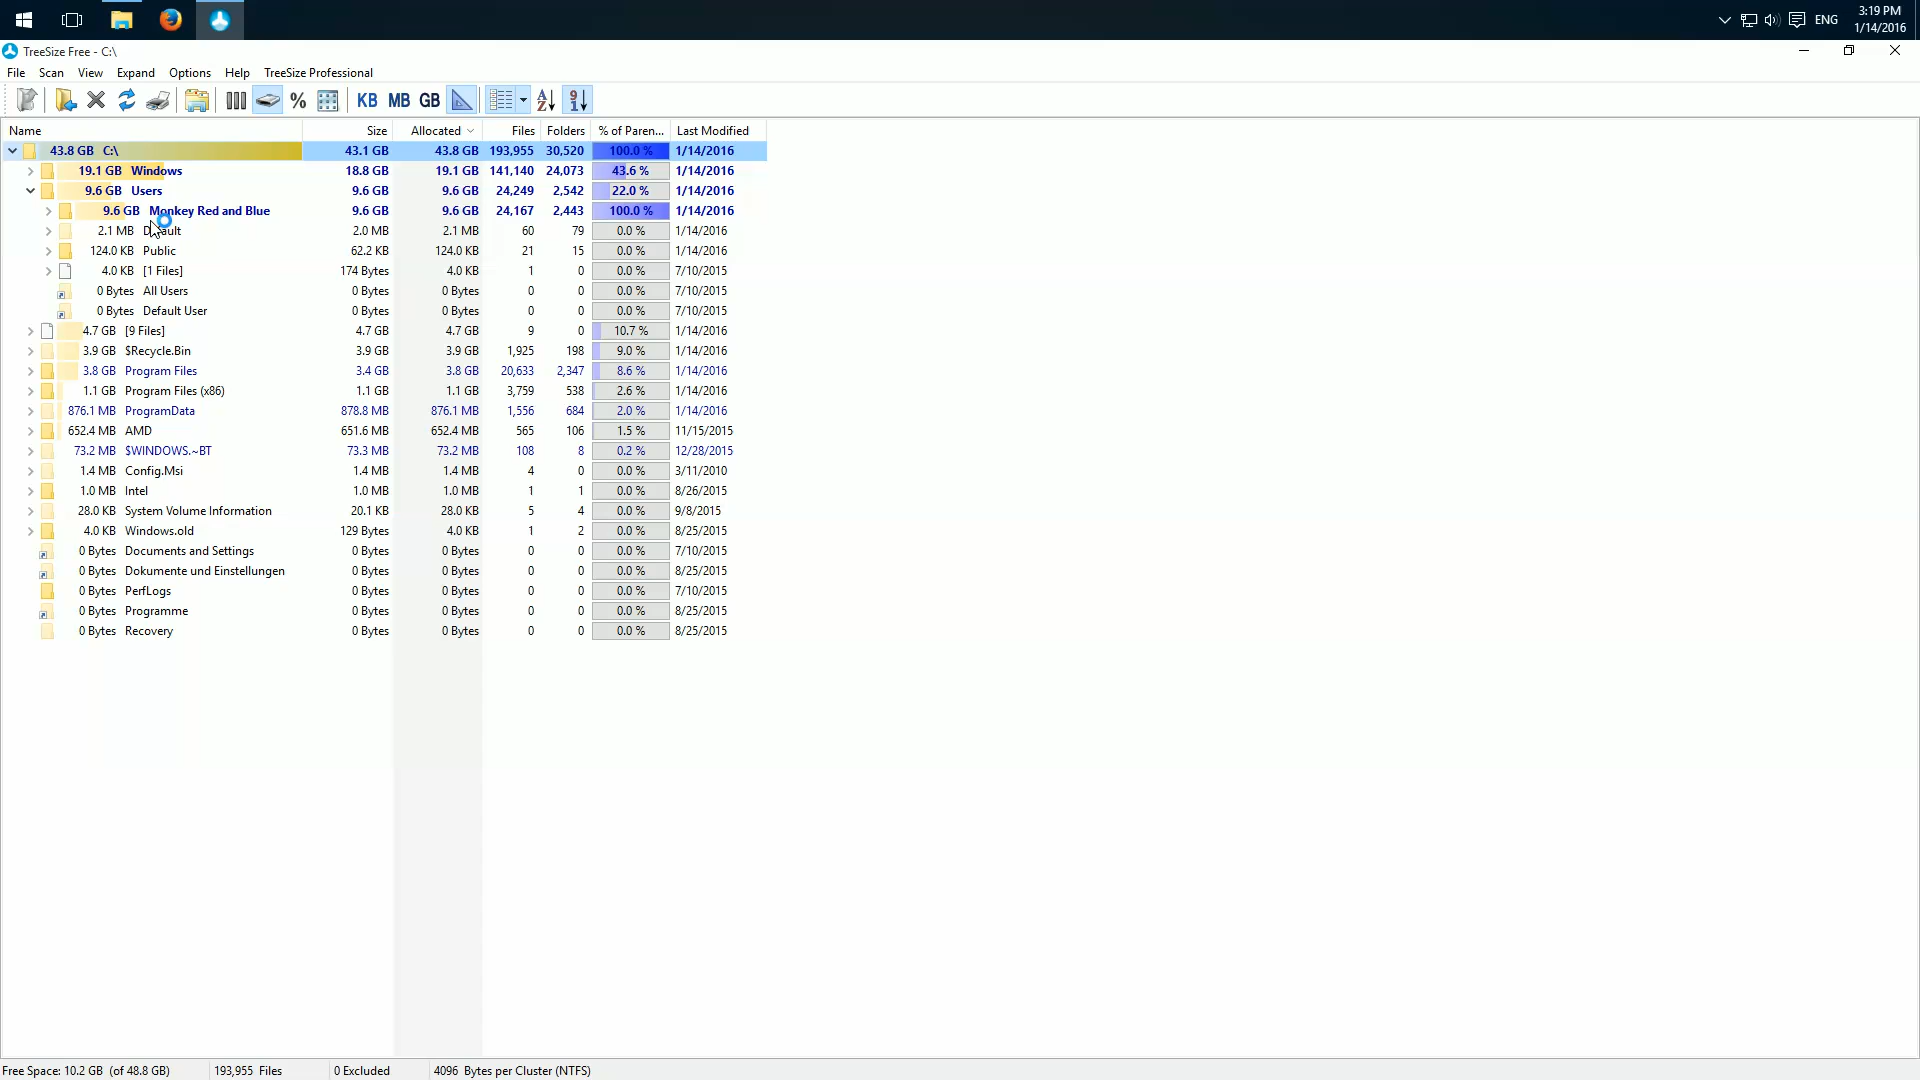 3:19 PM
ENG
1/14/2016
TreeSize Free - C:\
File Scan View Expand Options Help TreeSize Professional
% KB MB GB
Name Size Allocated Files Folders % of Paren... Last Modified
43.8 GB C:\ 43.1 GB 43.8 GB 193,955 30,520 100.0 % 1/14/2016
19.1 GB Windows 18.8 GB 19.1 GB 141,140 24,073 43.6 % 1/14/2016
9.6 GB Users 9.6 GB 9.6 GB 24,249 2,542 22.0 % 1/14/2016
9.6 GB Monkey Red and Blue 9.6 GB 9.6 GB 24,167 2,443 100.0 % 1/14/2016
2.1 MB Default 2.0 MB 2.1 MB 60 79 0.0 % 1/14/2016
124.0 KB Public 62.2 KB 124.0 KB 21 15 0.0 % 1/14/2016
4.0 KB [1 Files] 174 Bytes 4.0 KB 1 0 0.0 % 7/10/2015
0 Bytes All Users 0 Bytes 0 Bytes 0 0 0.0 % 7/10/2015
0 Bytes Default User 0 Bytes 0 Bytes 0 0 0.0 % 7/10/2015
4.7 GB [9 Files] 4.7 GB 4.7 GB 9 0 10.7 % 1/14/2016
3.9 GB $Recycle.Bin 3.9 GB 3.9 GB 1,925 198 9.0 % 1/14/2016
3.8 GB Program Files 3.4 GB 3.8 GB 20,633 2,347 8.6 % 1/14/2016
1.1 GB Program Files (x86) 1.1 GB 1.1 GB 3,759 538 2.6 % 1/14/2016
876.1 MB ProgramData 878.8 MB 876.1 MB 1,556 684 2.0 % 1/14/2016
652.4 MB AMD 651.6 MB 652.4 MB 565 106 1.5 % 11/15/2015
73.2 MB $WINDOWS.~BT 73.3 MB 73.2 MB 108 8 0.2 % 12/28/2015
1.4 MB Config.Msi 1.4 MB 1.4 MB 4 0 0.0 % 3/11/2010
1.0 MB Intel 1.0 MB 1.0 MB 1 1 0.0 % 8/26/2015
28.0 KB System Volume Information 20.1 KB 28.0 KB 5 4 0.0 % 9/8/2015
4.0 KB Windows.old 129 Bytes 4.0 KB 1 2 0.0 % 8/25/2015
0 Bytes Documents and Settings 0 Bytes 0 Bytes 0 0 0.0 % 7/10/2015
0 Bytes Dokumente und Einstellungen 0 Bytes 0 Bytes 0 0 0.0 % 8/25/2015
0 Bytes PerfLogs 0 Bytes 0 Bytes 0 0 0.0 % 7/10/2015
0 Bytes Programme 0 Bytes 0 Bytes 0 0 0.0 % 8/25/2015
0 Bytes Recovery 0 Bytes 0 Bytes 0 0 0.0 % 8/25/2015
Free Space: 10.2 GB (of 48.8 GB) 193,955 Files 0 Excluded 4096 Bytes per Cluster (NTFS)